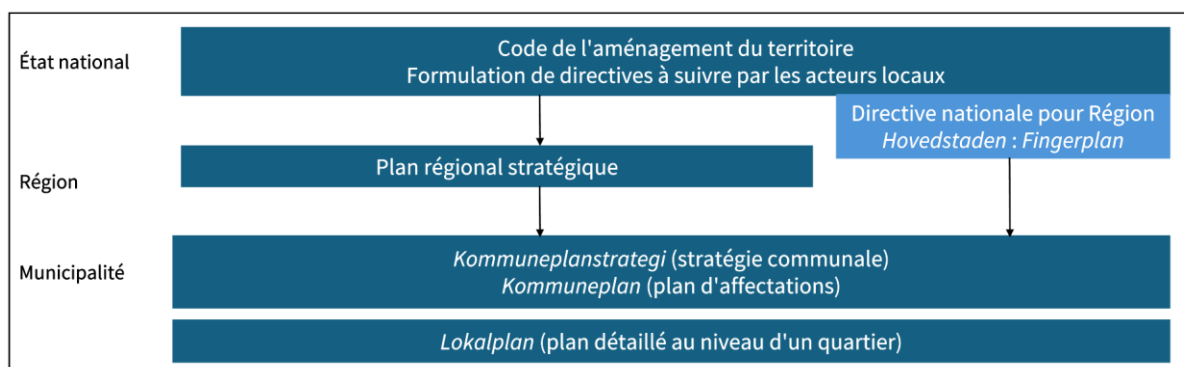 État national
Code de l'aménagement du territoire
Formulation de directives à suivre par les acteurs locaux
Directive nationale pour Région
Hovedstaden : Fingerplan
Région
Plan régional stratégique
Municipalité
Kommuneplanstrategi (stratégie communale)
Kommuneplan (plan d'affectations)
Lokalplan (plan détaillé au niveau d'un quartier)